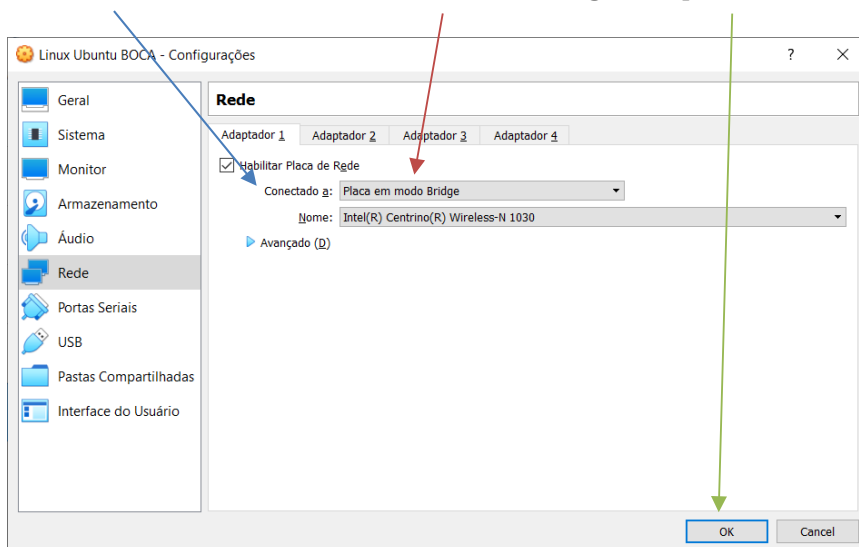 Linux Ubuntu BOCA - Configurações
Geral
Sistema
Monitor
Armazenamento
Áudio
Rede
Portas Seriais
USB
Pastas Compartilhadas
Interface do Usuário
Rede
Adaptador 1 Adaptador 2 Adaptador 3 Adaptador 4
Habilitar Placa de Rede
Conectado a: Placa em modo Bridge
Nome: Intel(R) Centrino(R) Wireless-N 1030
Avançado (D)
OK Cancel